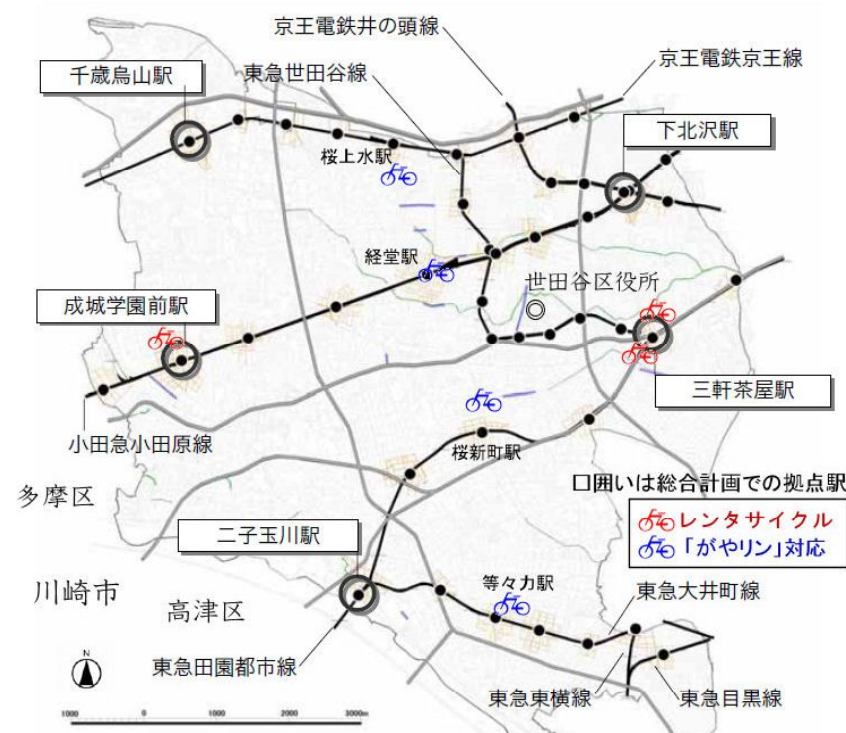 京王電鉄井の頭線
京王電鉄京王線
千歳烏山駅
東急世田谷線
下北沢駅
桜上水駅
経堂駅
世田谷区役所
成城学園前駅
三軒茶屋駅
小田急小田原線
桜新町駅
多摩区
口囲いは総合計画での拠点駅
レンタサイクル
「がやリン」対応
二子玉川駅
川崎市
高津区
等々力駅
東急大井町線
東急田園都市線
東急東横線
東急目黒線
N
1000 0 1000 2000 3000m